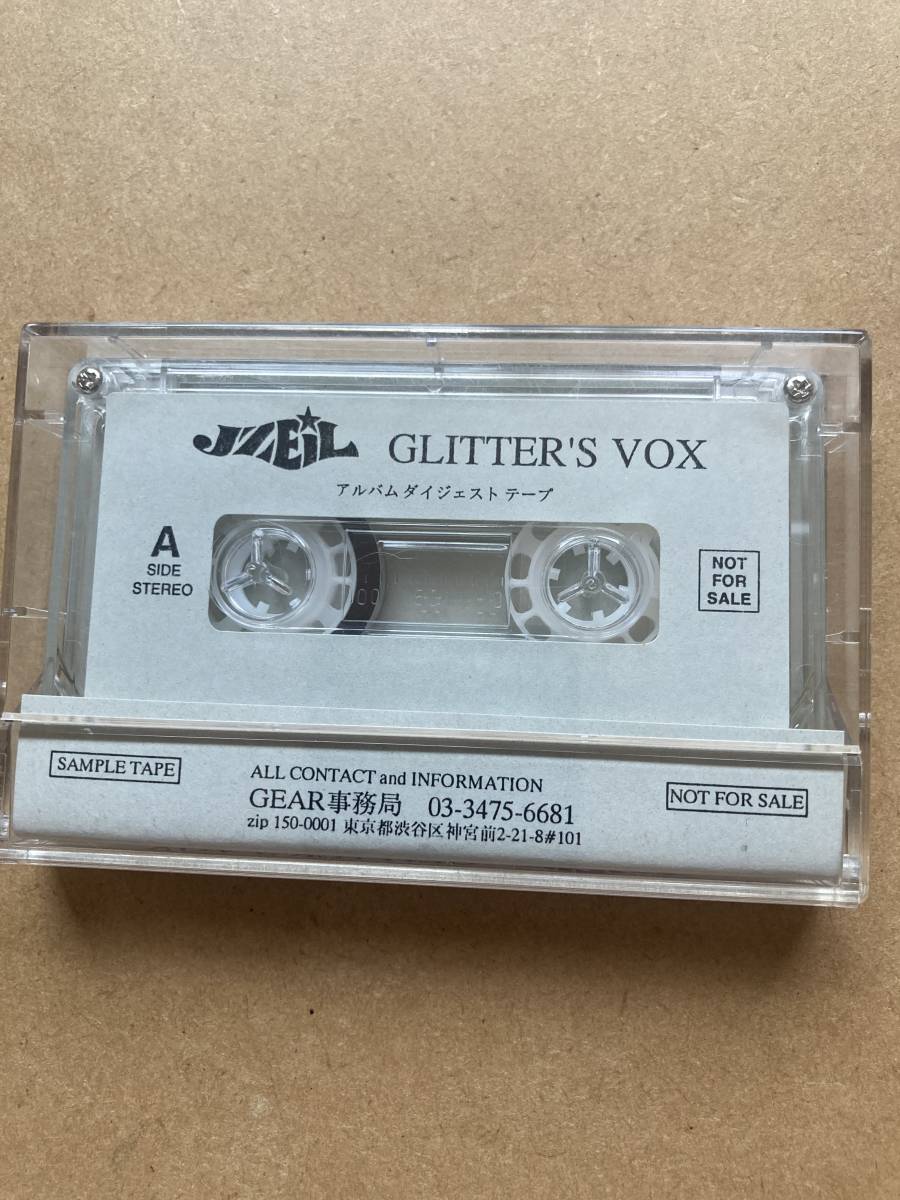 J'ZEiL GLITTER'S VOX
アルバム ダイジェスト テープ
A
SIDE
STEREO
NOT
FOR
SALE
SAMPLE TAPE
ALL CONTACT and INFORMATION
GEAR事務局 03-3475-6681
zip 150-0001 東京都渋谷区神宮前2-21-8#101
NOT FOR SALE